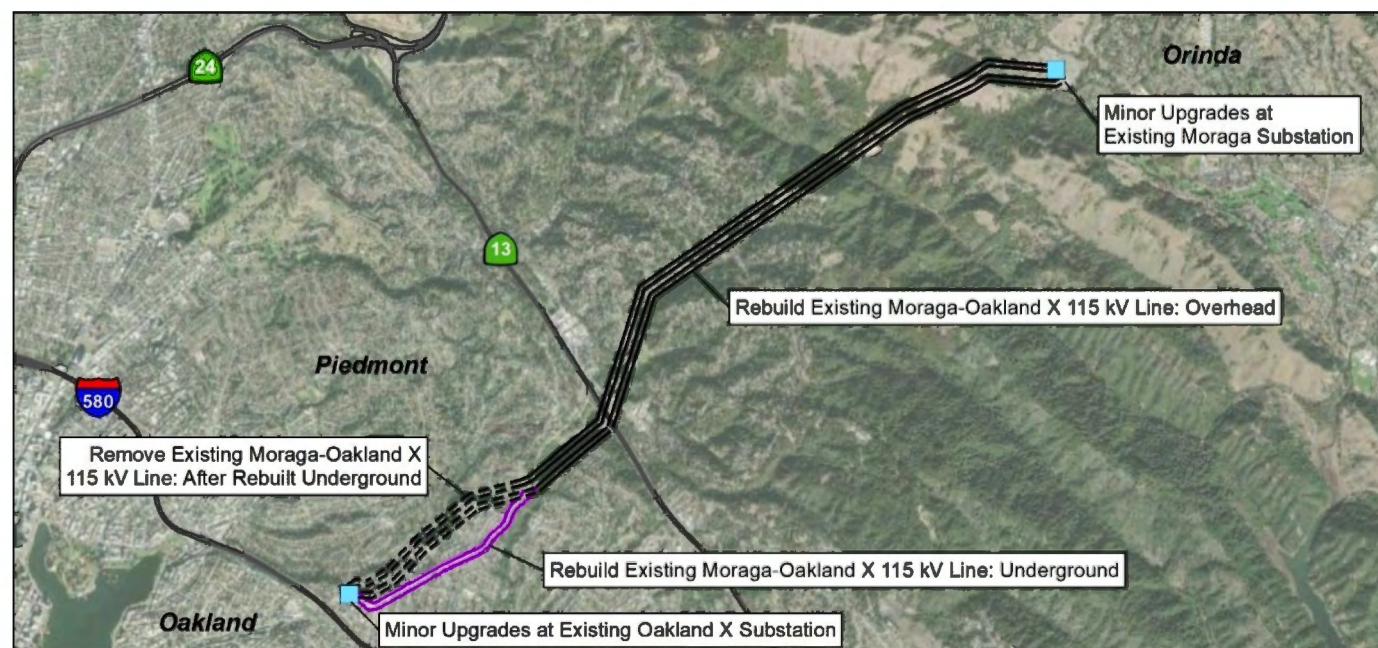 24
Orinda
Minor Upgrades at
Existing Moraga Substation
13
Rebuild Existing Moraga-Oakland X 115 kV Line: Overhead
Piedmont
580
Remove Existing Moraga-Oakland X
115 kV Line: After Rebuilt Underground
Rebuild Existing Moraga-Oakland X 115 kV Line: Underground
Oakland
Minor Upgrades at Existing Oakland X Substation